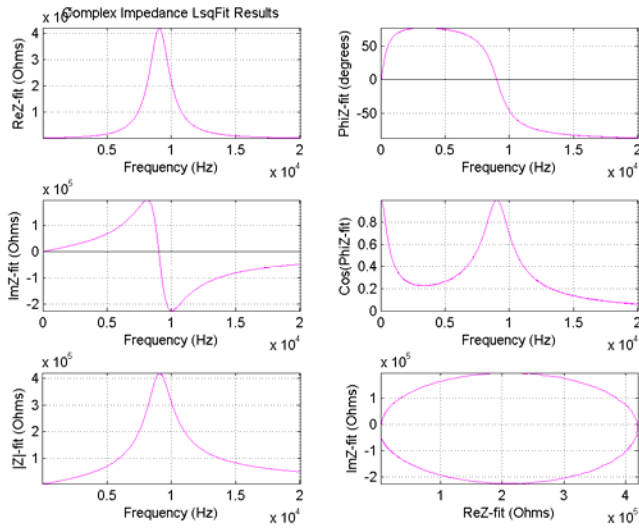 x 10⁵ Complex Impedance LsqFit Results
4
3
2
1
ReZ-fit (Ohms)
0 0.5 1 1.5 2
Frequency (Hz) x 10⁴
50
0
-50
PhiZ-fit (degrees)
0 0.5 1 1.5 2
Frequency (Hz) x 10⁴
x 10⁵
1
0
-1
-2
ImZ-fit (Ohms)
0 0.5 1 1.5 2
Frequency (Hz) x 10⁴
0.8
0.6
0.4
0.2
0
Cos(PhiZ-fit)
0 0.5 1 1.5 2
Frequency (Hz) x 10⁴
x 10⁵
4
3
2
1
|Z|-fit (Ohms)
0 0.5 1 1.5 2
Frequency (Hz) x 10⁴
x 10⁵
1
0
-1
-2
ImZ-fit (Ohms)
1 2 3 4
ReZ-fit (Ohms) x 10⁵